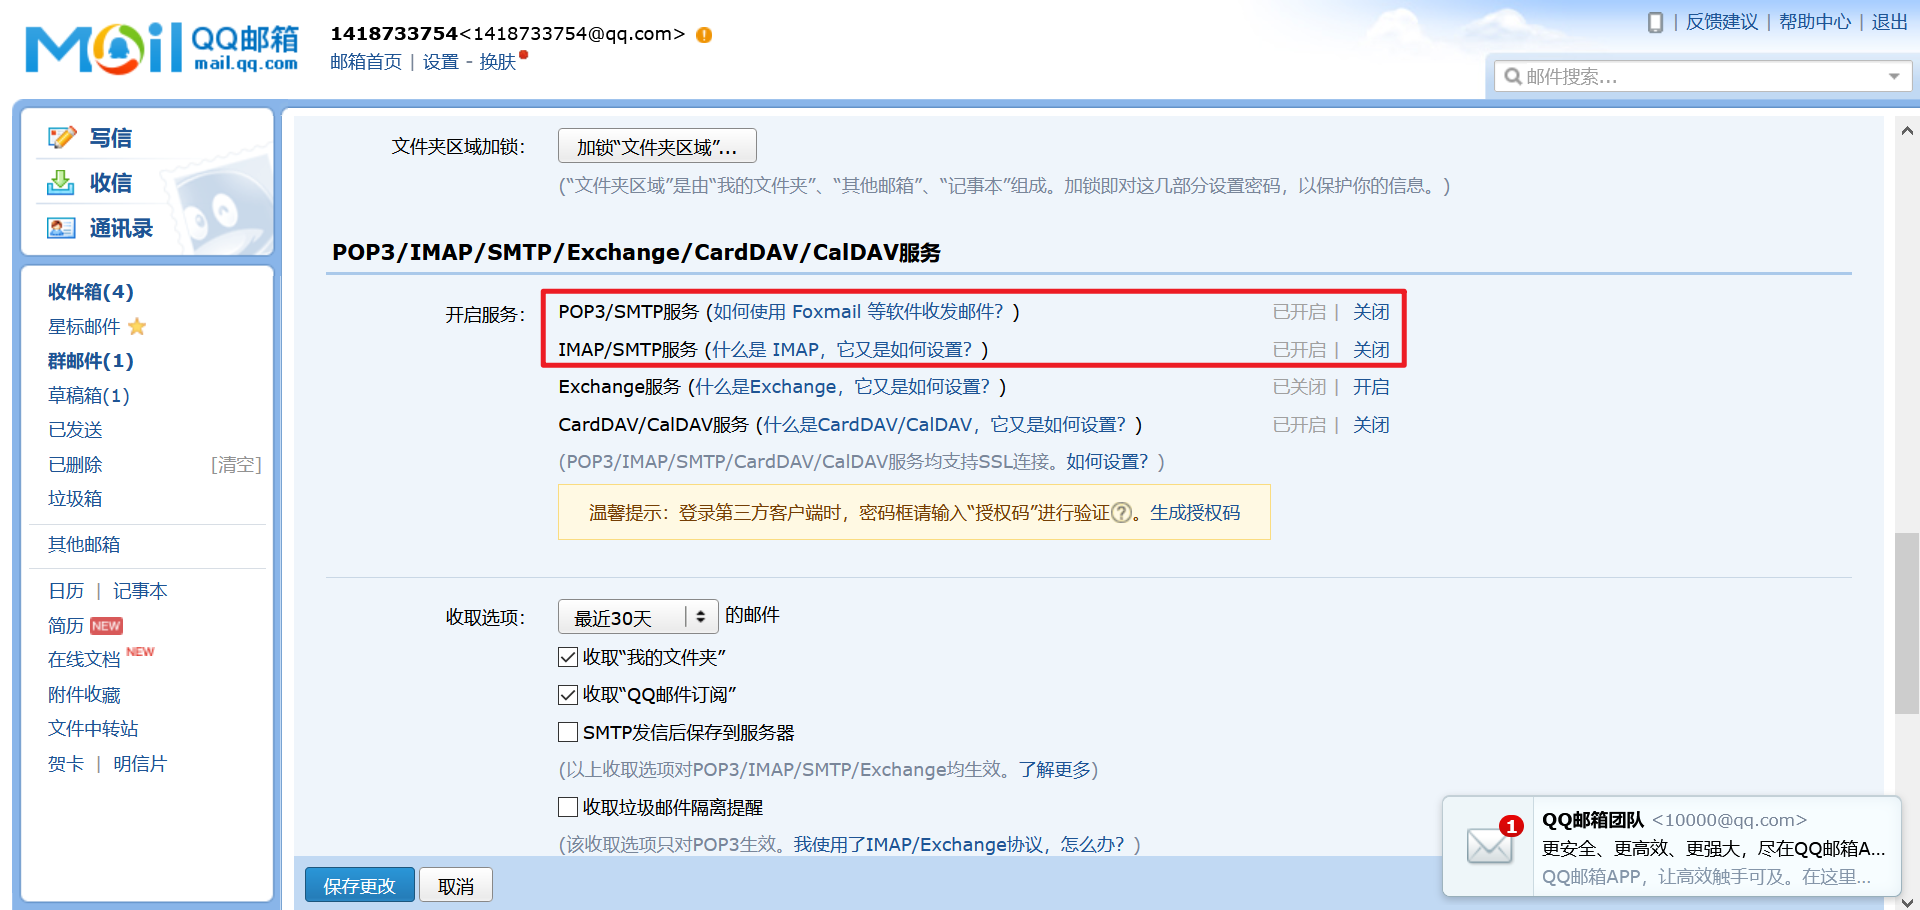 Mail QQ邮箱
mail.qq.com
1418733754<1418733754@qq.com>
邮箱首页 | 设置 - 换肤
| 反馈建议 | 帮助中心 | 退出
邮件搜索...
写信
收信
通讯录
收件箱(4)
星标邮件
群邮件(1)
草稿箱(1)
已发送
已删除 [清空]
垃圾箱
其他邮箱
日历 | 记事本
简历 NEW
在线文档 NEW
附件收藏
文件中转站
贺卡 | 明信片
文件夹区域加锁： 加锁“文件夹区域”...
(“文件夹区域”是由“我的文件夹”、“其他邮箱”、“记事本”组成。加锁即对这几部分设置密码，以保护你的信息。)
POP3/IMAP/SMTP/Exchange/CardDAV/CalDAV服务
开启服务： POP3/SMTP服务 (如何使用 Foxmail 等软件收发邮件？) 已开启 | 关闭
IMAP/SMTP服务 (什么是 IMAP，它又是如何设置？) 已开启 | 关闭
Exchange服务 (什么是Exchange，它又是如何设置？) 已关闭 | 开启
CardDAV/CalDAV服务 (什么是CardDAV/CalDAV，它又是如何设置？) 已开启 | 关闭
(POP3/IMAP/SMTP/CardDAV/CalDAV服务均支持SSL连接。如何设置？)
温馨提示：登录第三方客户端时，密码框请输入“授权码”进行验证?。生成授权码
收取选项： 最近30天 的邮件
收取“我的文件夹”
收取“QQ邮件订阅”
SMTP发信后保存到服务器
(以上收取选项对POP3/IMAP/SMTP/Exchange均生效。了解更多)
收取垃圾邮件隔离提醒
(该收取选项只对POP3生效。我使用了IMAP/Exchange协议，怎么办？)
保存更改 取消
1
QQ邮箱团队 <10000@qq.com>
更安全、更高效、更强大，尽在QQ邮箱A...
QQ邮箱APP，让高效触手可及。在这里...